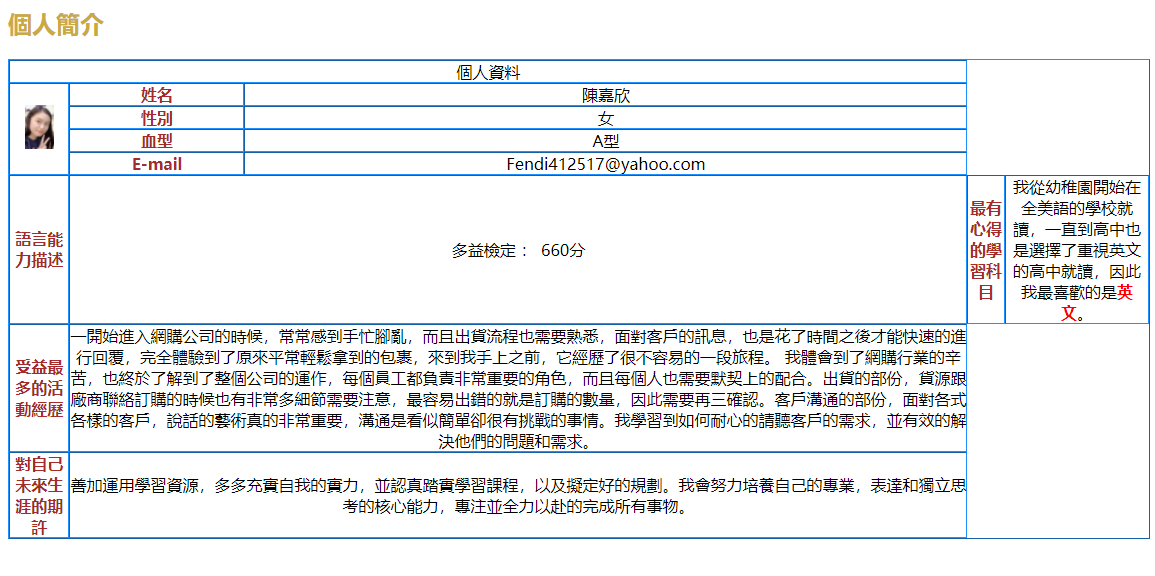 個人簡介
個人資料
姓名 陳嘉欣
性別 女
血型 A型
E-mail Fendi412517@yahoo.com
語言能
力描述
多益檢定： 660分
最有
心得
的學
習科
目
我從幼稚園開始在
全美語的學校就
讀，一直到高中也
是選擇了重視英文
的高中就讀，因此
我最喜歡的是英
文。
受益最
多的活
動經歷
一開始進入網購公司的時候，常常感到手忙腳亂，而且出貨流程也需要熟悉，面對客戶的訊息，也是花了時間之後才能快速的進
行回覆，完全體驗到了原來平常輕鬆拿到的包裹，來到我手上之前，它經歷了很不容易的一段旅程。 我體會到了網購行業的辛
苦，也終於了解到了整個公司的運作，每個員工都負責非常重要的角色，而且每個人也需要默契上的配合。出貨的部份，貨源跟
廠商聯絡訂購的時候也有非常多細節需要注意，最容易出錯的就是訂購的數量，因此需要再三確認。客戶溝通的部份，面對各式
各樣的客戶，說話的藝術真的非常重要，溝通是看似簡單卻很有挑戰的事情。我學習到如何耐心的請聽客戶的需求，並有效的解
決他們的問題和需求。
對自己
未來生
涯的期
許
善加運用學習資源，多多充實自我的實力，並認真踏實學習課程，以及擬定好的規劃。我會努力培養自己的專業，表達和獨立思
考的核心能力，專注並全力以赴的完成所有事物。